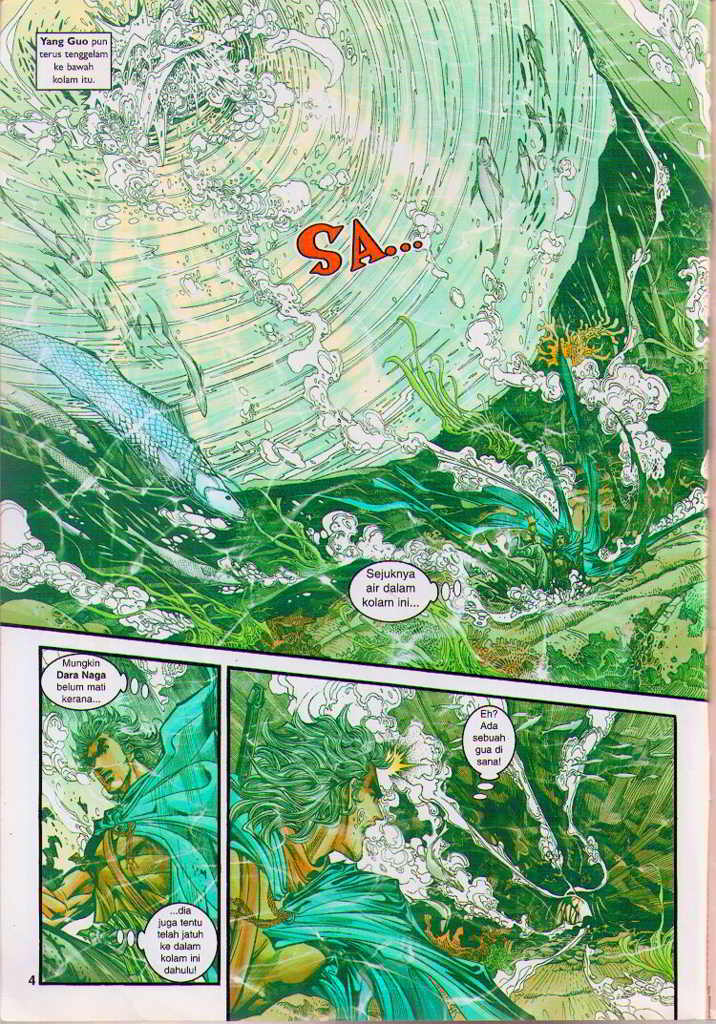 Yang Guo pun
terus tenggelam
ke bawah
kolam itu.
SA...
Sejuknya
air dalam
kolam ini...
Mungkin
Dara Naga
belum mati
kerana...
...dia
juga tentu
telah jatuh
ke dalam
kolam ini
dahulu!
Eh?
Ada
sebuah
gua di
sana!
4